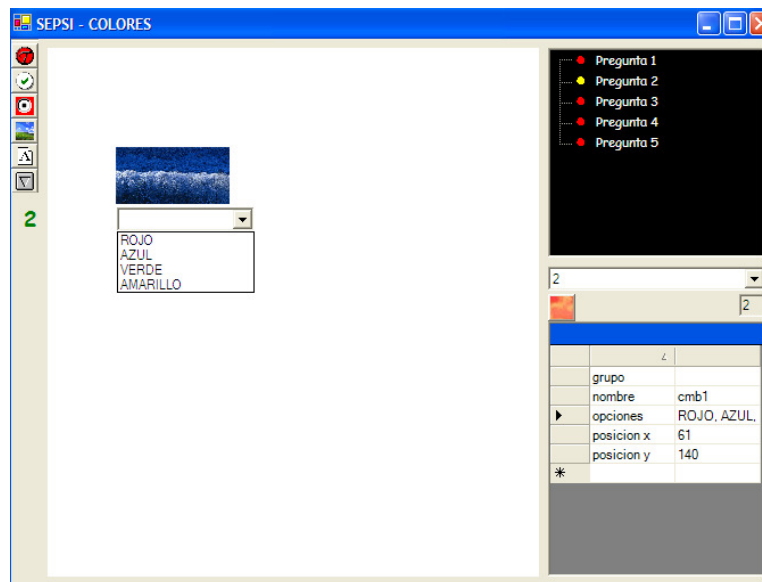 SEPSI - COLORES
T
A
2
ROJO
AZUL
VERDE
AMARILLO
Pregunta 1
Pregunta 2
Pregunta 3
Pregunta 4
Pregunta 5
2
2
grupo
nombre cmb1
opciones ROJO, AZUL,
posicion x 61
posicion y 140